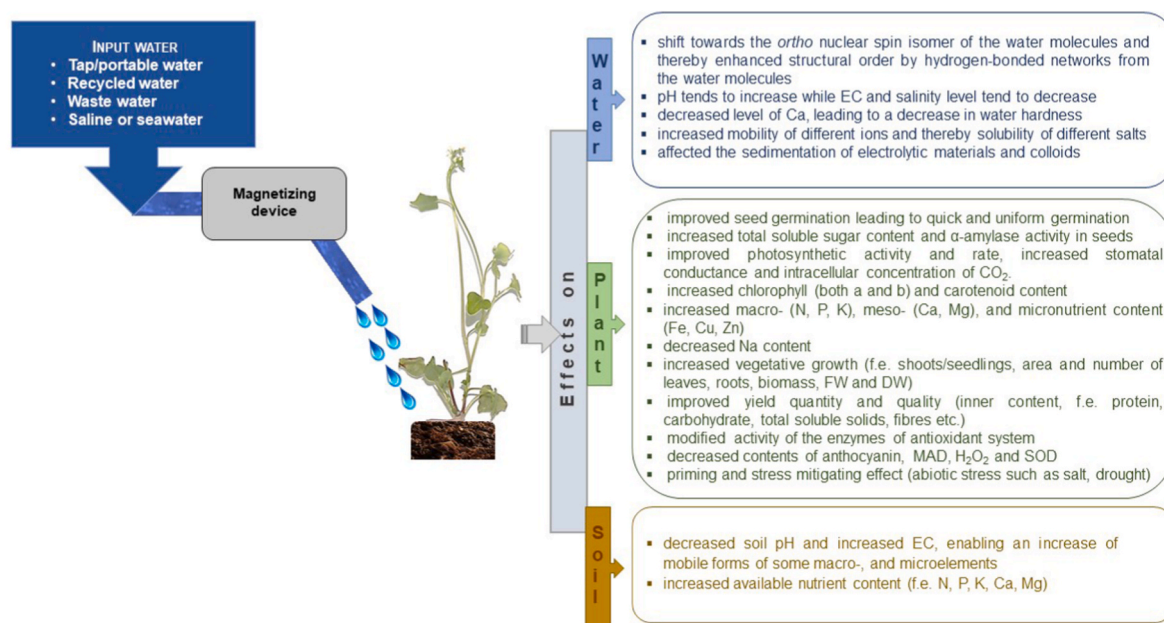 INPUT WATER
• Tap/portable water
• Recycled water
• Waste water
• Saline or seawater
Magnetizing
device
Effects on
Water
▪ shift towards the ortho nuclear spin isomer of the water molecules and
thereby enhanced structural order by hydrogen-bonded networks from
the water molecules
▪ pH tends to increase while EC and salinity level tend to decrease
▪ decreased level of Ca, leading to a decrease in water hardness
▪ increased mobility of different ions and thereby solubility of different salts
▪ affected the sedimentation of electrolytic materials and colloids
Plant
▪ improved seed germination leading to quick and uniform germination
▪ increased total soluble sugar content and α-amylase activity in seeds
▪ improved photosynthetic activity and rate, increased stomatal
conductance and intracellular concentration of CO₂.
▪ increased chlorophyll (both a and b) and carotenoid content
▪ increased macro- (N, P, K), meso- (Ca, Mg), and micronutrient content
(Fe, Cu, Zn)
▪ decreased Na content
▪ increased vegetative growth (f.e. shoots/seedlings, area and number of
leaves, roots, biomass, FW and DW)
▪ improved yield quantity and quality (inner content, f.e. protein,
carbohydrate, total soluble solids, fibres etc.)
▪ modified activity of the enzymes of antioxidant system
▪ decreased contents of anthocyanin, MAD, H₂O₂ and SOD
▪ priming and stress mitigating effect (abiotic stress such as salt, drought)
Soil
▪ decreased soil pH and increased EC, enabling an increase of
mobile forms of some macro-, and microelements
▪ increased available nutrient content (f.e. N, P, K, Ca, Mg)